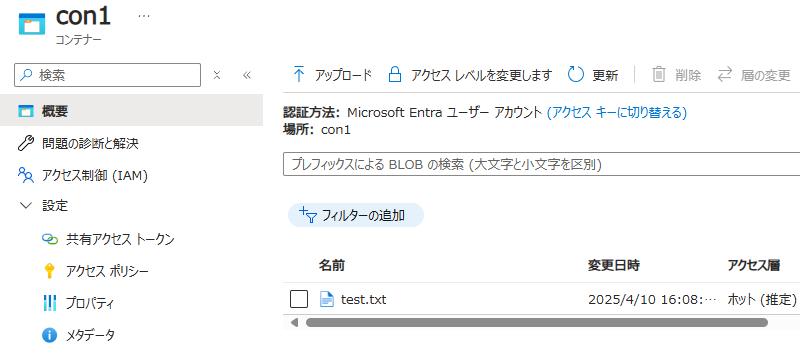 con1 …
コンテナー
検索
アップロード アクセス レベルを変更します 更新 削除 層の変更
概要
認証方法: Microsoft Entra ユーザー アカウント (アクセス キーに切り替える)
場所: con1
問題の診断と解決
アクセス制御 (IAM)
設定
共有アクセス トークン
アクセス ポリシー
プロパティ
メタデータ
プレフィックスによる BLOB の検索 (大文字と小文字を区別)
フィルターの追加
名前 変更日時 アクセス層
test.txt 2025/4/10 16:08:… ホット (推定)